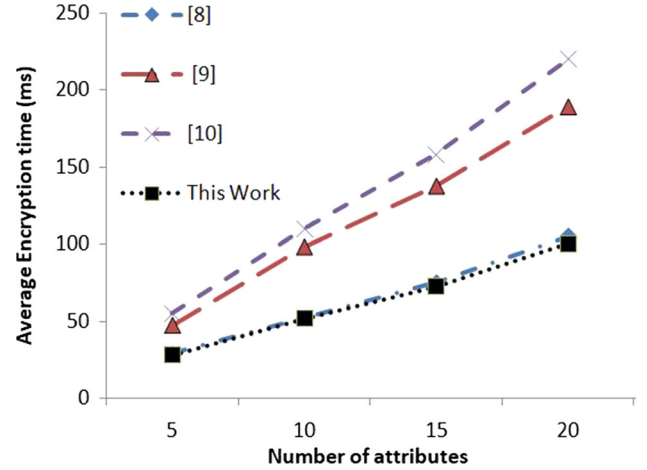 Average Encryption time (ms)
250
200
150
100
50
0
[8]
[9]
[10]
This Work
5 10 15 20
Number of attributes